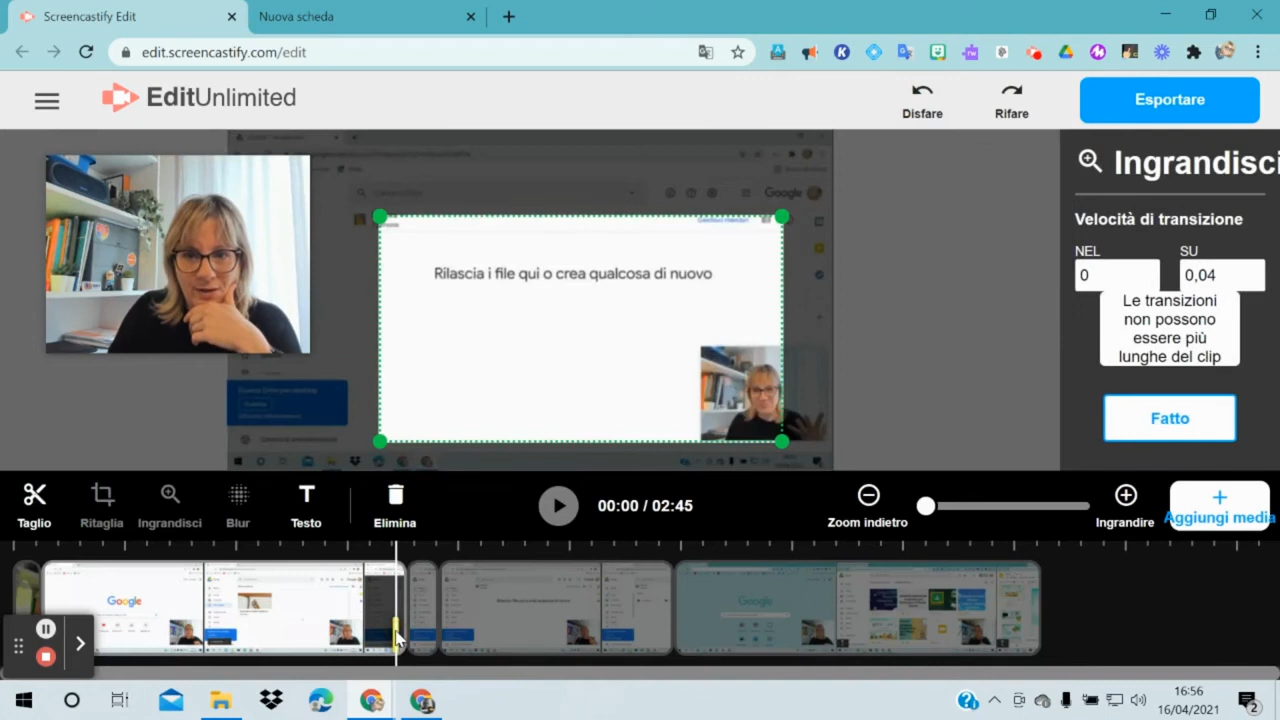 Screencastify Edit
Nuova scheda
edit.screencastify.com/edit
EditUnlimited
Disfare
Rifare
Esportare
Google
Rilascia i file qui o crea qualcosa di nuovo
Ingrandisci
Velocità di transizione
NEL
SU
0
0,04
Le transizioni
non possono
essere più
lunghe del clip
Fatto
Taglio
Ritaglia
Ingrandisci
Blur
Testo
Elimina
00:00 / 02:45
Zoom indietro
Ingrandire
Aggiungi media
Google
Google
16:56
16/04/2021
2